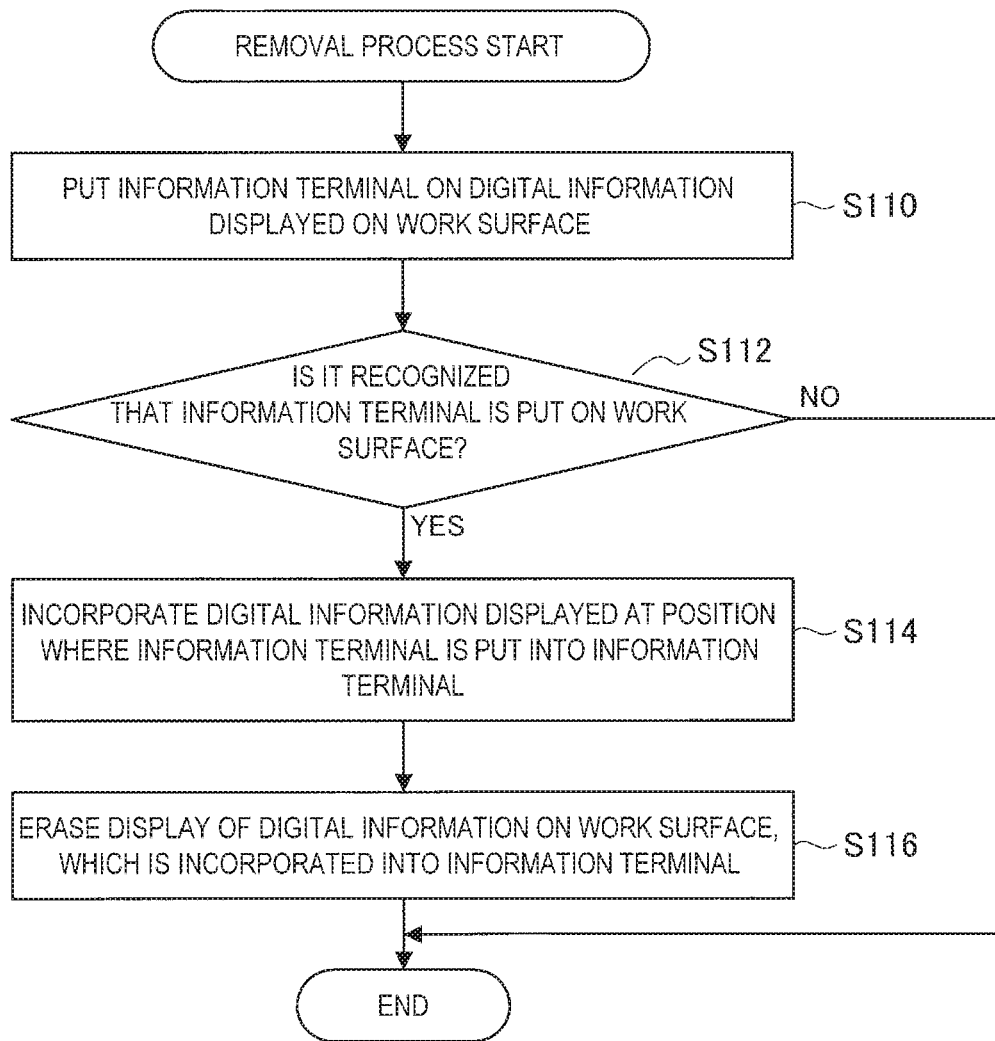 REMOVAL PROCESS START
PUT INFORMATION TERMINAL ON DIGITAL INFORMATION
DISPLAYED ON WORK SURFACE
S110
S112
IS IT RECOGNIZED
THAT INFORMATION TERMINAL IS PUT ON WORK
SURFACE?
NO
YES
INCORPORATE DIGITAL INFORMATION DISPLAYED AT POSITION
WHERE INFORMATION TERMINAL IS PUT INTO INFORMATION
TERMINAL
S114
ERASE DISPLAY OF DIGITAL INFORMATION ON WORK SURFACE,
WHICH IS INCORPORATED INTO INFORMATION TERMINAL
S116
END